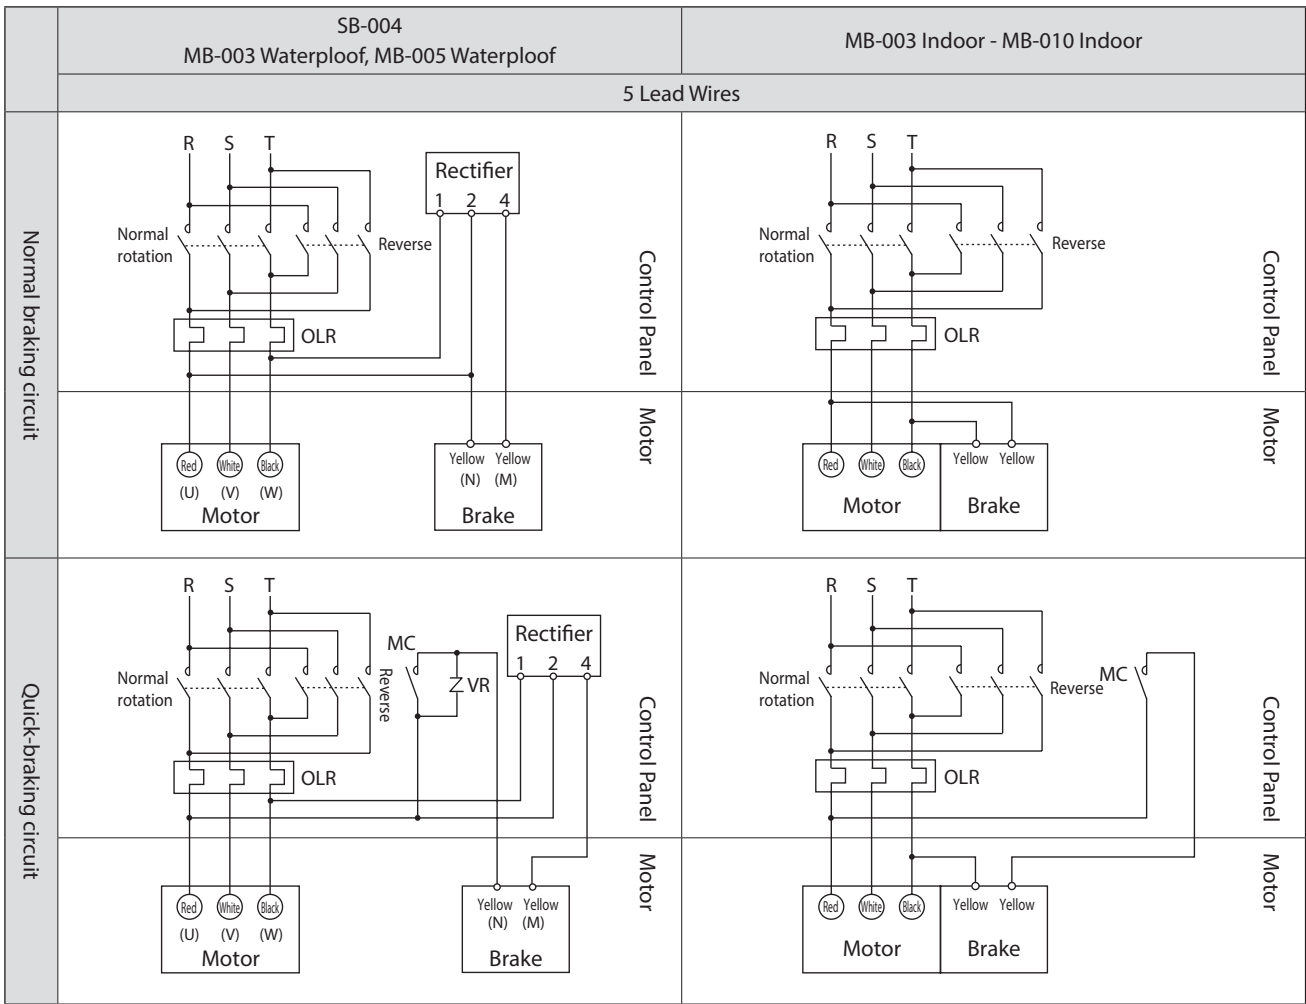 SB-004
MB-003 Waterploof, MB-005 Waterploof
MB-003 Indoor - MB-010 Indoor
5 Lead Wires
Normal braking circuit
R S T
Rectifier
1 2 4
Normal
rotation
Reverse
OLR
Control Panel
Motor
Red White Black
(U) (V) (W)
Motor
Yellow Yellow
(N) (M)
Brake
R S T
Normal
rotation
Reverse
OLR
Control Panel
Motor
Red White Black
Motor
Yellow Yellow
Brake
Quick-braking circuit
R S T
Rectifier
1 2 4
MC
VR
Normal
rotation
Reverse
OLR
Control Panel
Motor
Red White Black
(U) (V) (W)
Motor
Yellow Yellow
(N) (M)
Brake
R S T
Normal
rotation
Reverse
MC
OLR
Control Panel
Motor
Red White Black
Motor
Yellow Yellow
Brake